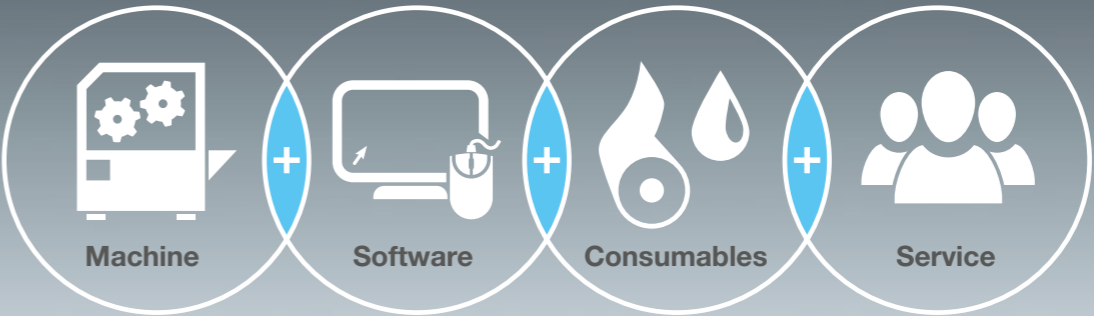 + + +
Machine Software Consumables Service